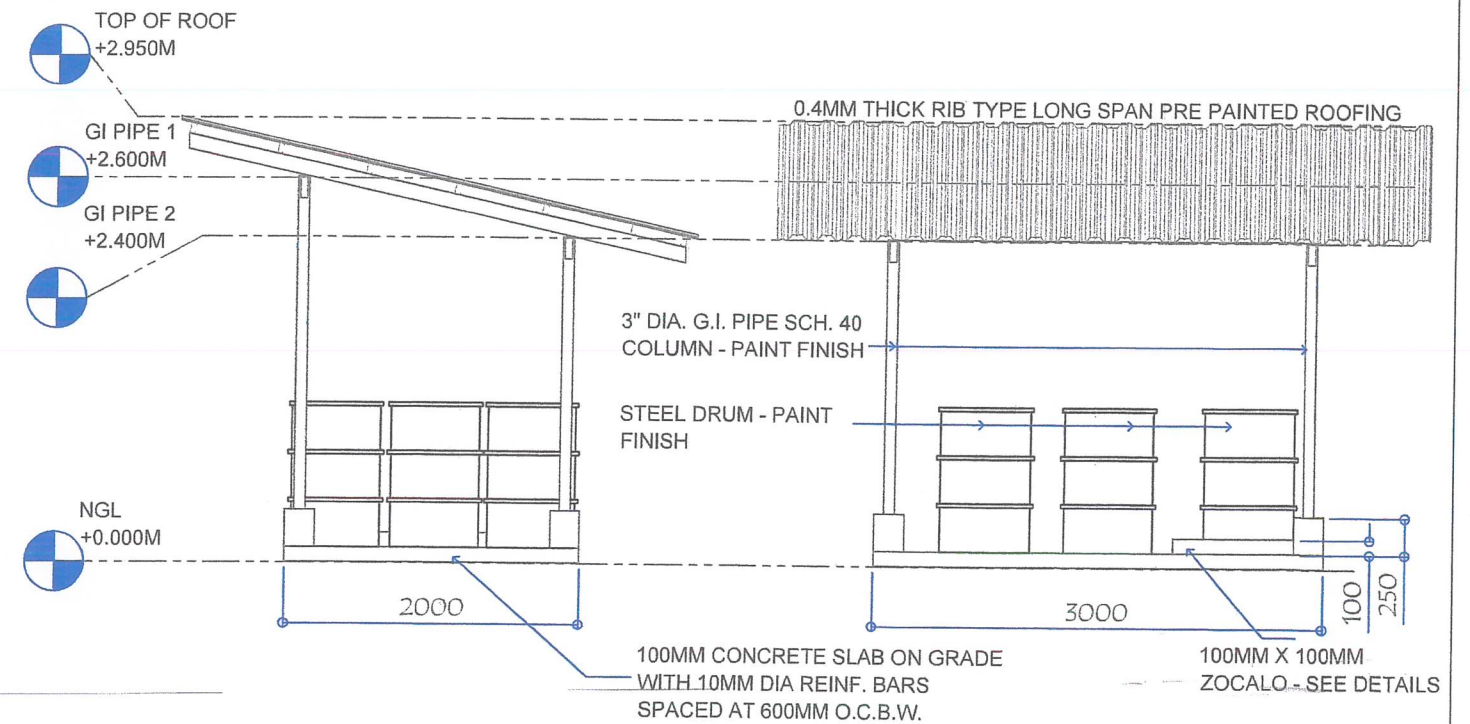 TOP OF ROOF
+2.950M
GI PIPE 1
+2.600M
GI PIPE 2
+2.400M
NGL
+0.000M
0.4MM THICK RIB TYPE LONG SPAN PRE PAINTED ROOFING
3" DIA. G.I. PIPE SCH. 40
COLUMN - PAINT FINISH
STEEL DRUM - PAINT
FINISH
2000
3000
100
250
100MM CONCRETE SLAB ON GRADE
WITH 10MM DIA REINF. BARS
SPACED AT 600MM O.C.B.W.
100MM X 100MM
ZOCALO - SEE DETAILS